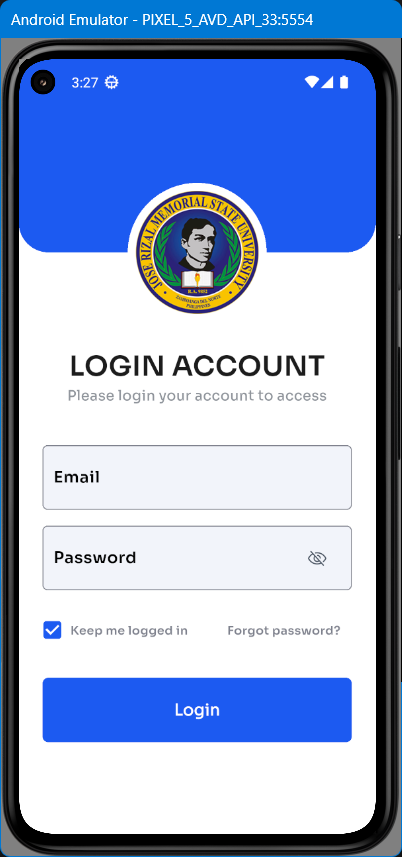 Android Emulator - PIXEL_5_AVD_API_33:5554
3:27
JOSE RIZAL MEMORIAL STATE UNIVERSITY
R.A. 9852
ZAMBOANGA DEL NORTE
PHILIPPINES
LOGIN ACCOUNT
Please login your account to access
Email
Password
Keep me logged in
Forgot password?
Login